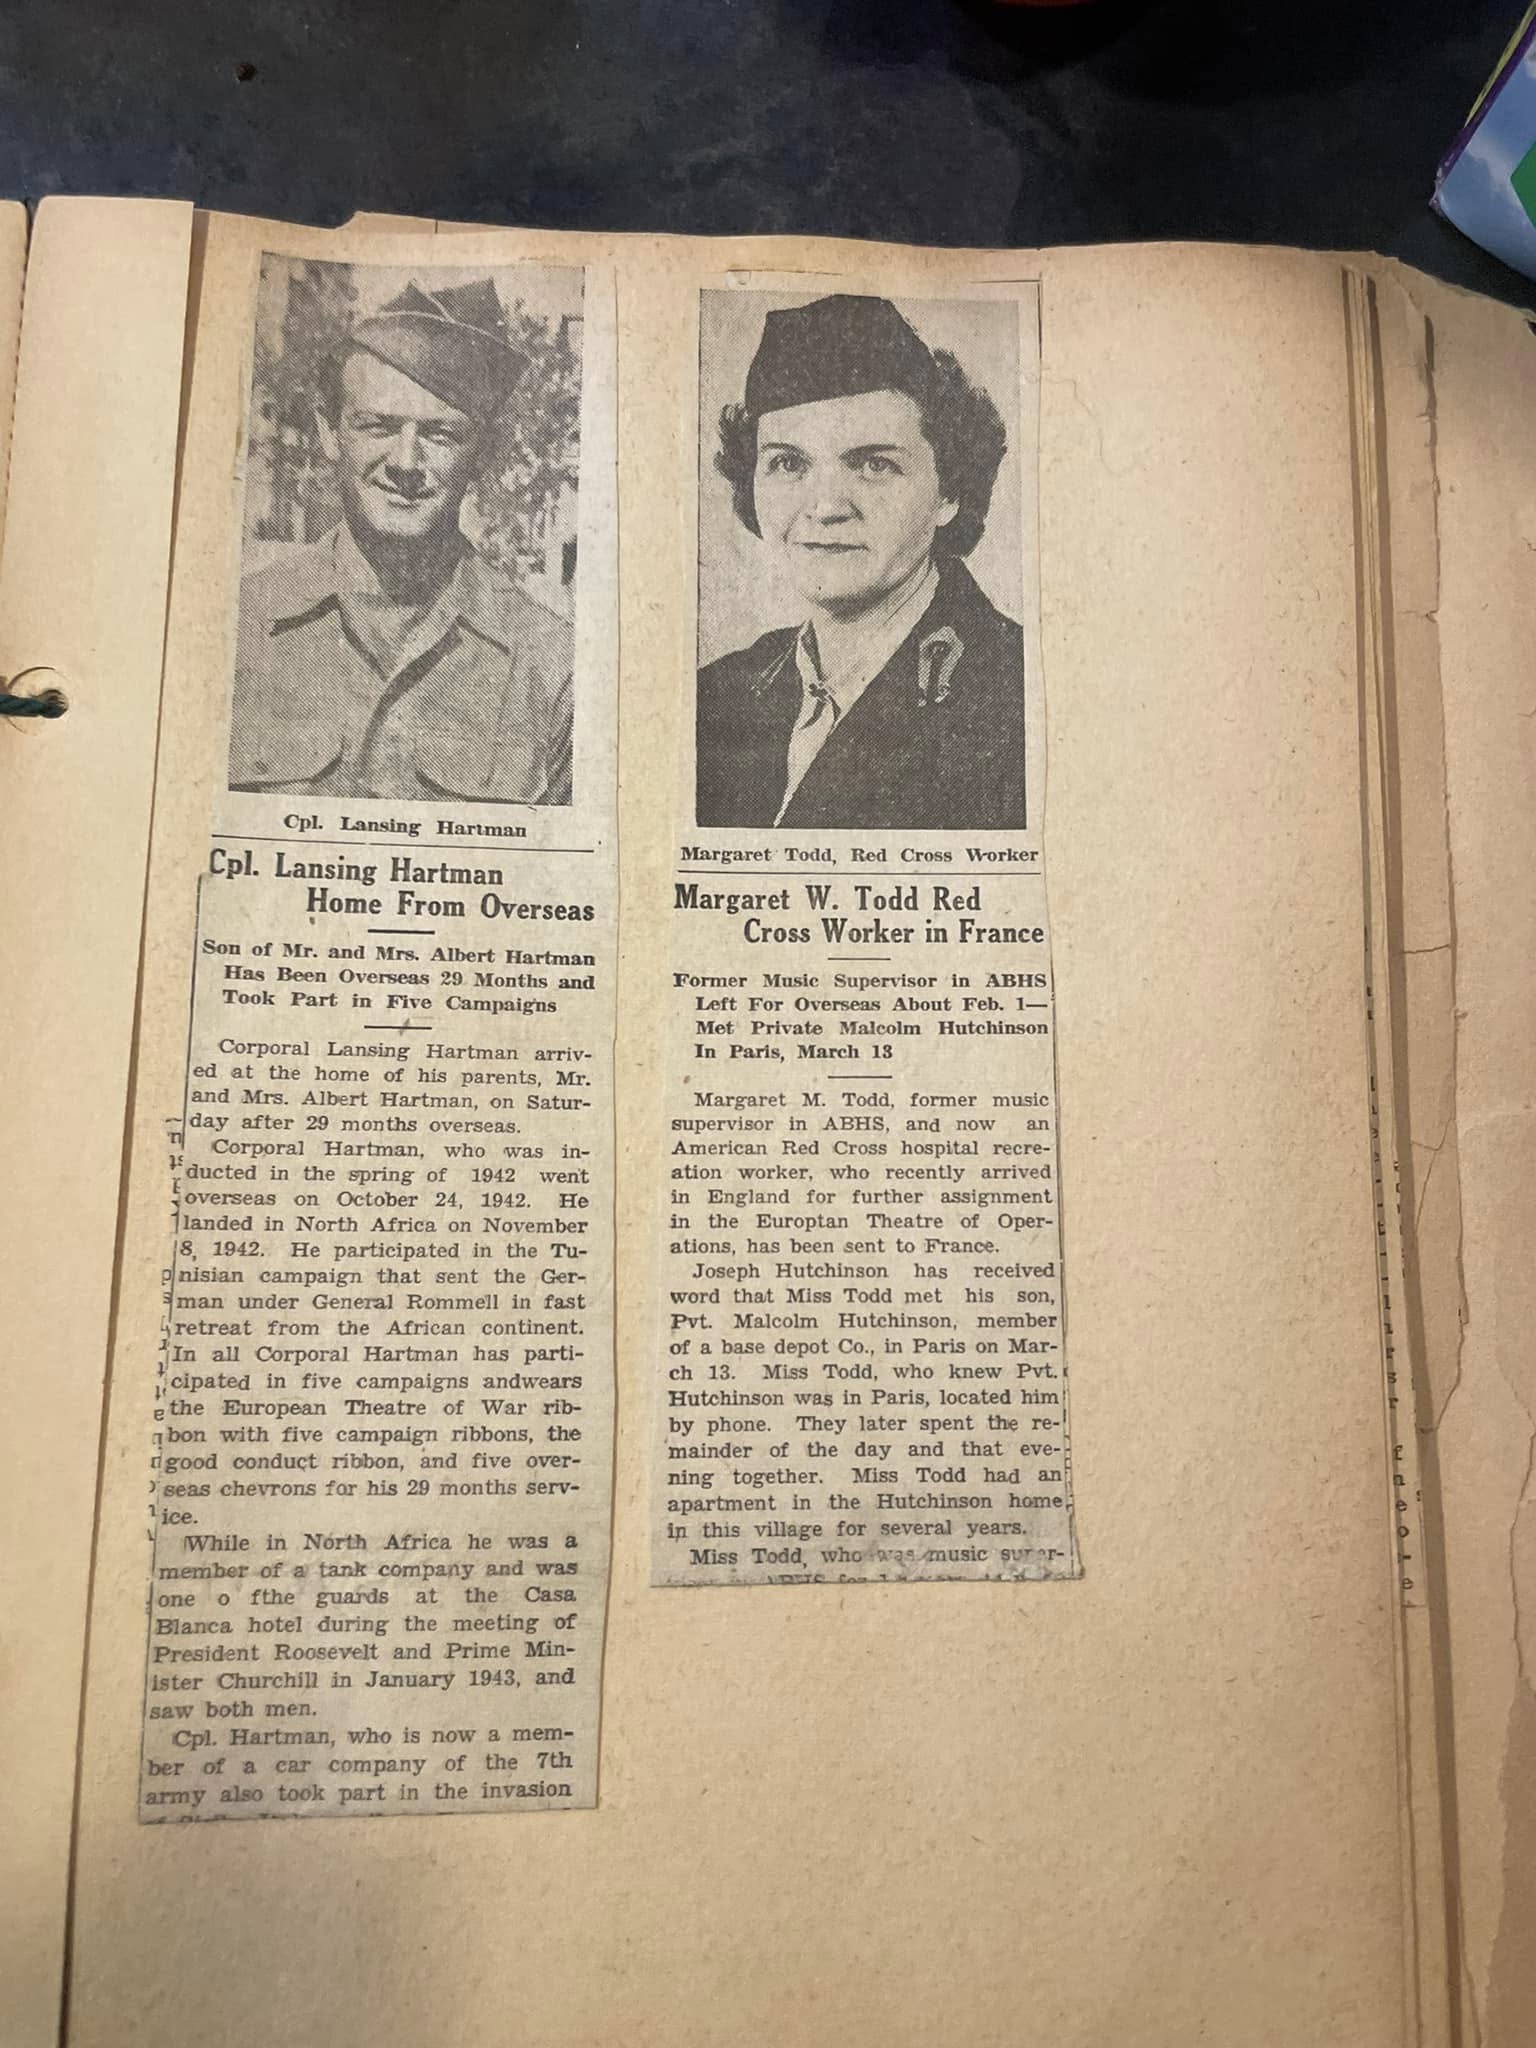 Cpl. Lansing Hartman
Cpl. Lansing Hartman
Home From Overseas
Son of Mr. and Mrs. Albert Hartman
Has Been Overseas 29 Months and
Took Part in Five Campaigns
Corporal Lansing Hartman arriv-
ed at the home of his parents, Mr.
and Mrs. Albert Hartman, on Satur-
day after 29 months overseas.
Corporal Hartman, who was in-
ducted in the spring of 1942 went
overseas on October 24, 1942. He
landed in North Africa on November
8, 1942. He participated in the Tu-
nisian campaign that sent the Ger-
man under General Rommell in fast
retreat from the African continent.
In all Corporal Hartman has parti-
cipated in five campaigns andwears
the European Theatre of War rib-
bon with five campaign ribbons, the
good conduct ribbon, and five over-
seas chevrons for his 29 months serv-
ice.
While in North Africa he was a
member of a tank company and was
one o fthe guards at the Casa
Blanca hotel during the meeting of
President Roosevelt and Prime Min-
ister Churchill in January 1943, and
saw both men.
Cpl. Hartman, who is now a mem-
ber of a car company of the 7th
army also took part in the invasion
Margaret Todd, Red Cross Worker
Margaret W. Todd Red
Cross Worker in France
Former Music Supervisor in ABHS
Left For Overseas About Feb. 1—
Met Private Malcolm Hutchinson
In Paris, March 13
Margaret M. Todd, former music
supervisor in ABHS, and now an
American Red Cross hospital recre-
ation worker, who recently arrived
in England for further assignment
in the Europtan Theatre of Oper-
ations, has been sent to France.
Joseph Hutchinson has received
word that Miss Todd met his son,
Pvt. Malcolm Hutchinson, member
of a base depot Co., in Paris on Mar-
ch 13. Miss Todd, who knew Pvt.
Hutchinson was in Paris, located him
by phone. They later spent the re-
mainder of the day and that eve-
ning together. Miss Todd had an
apartment in the Hutchinson home
in this village for several years.
Miss Todd, who was music super-